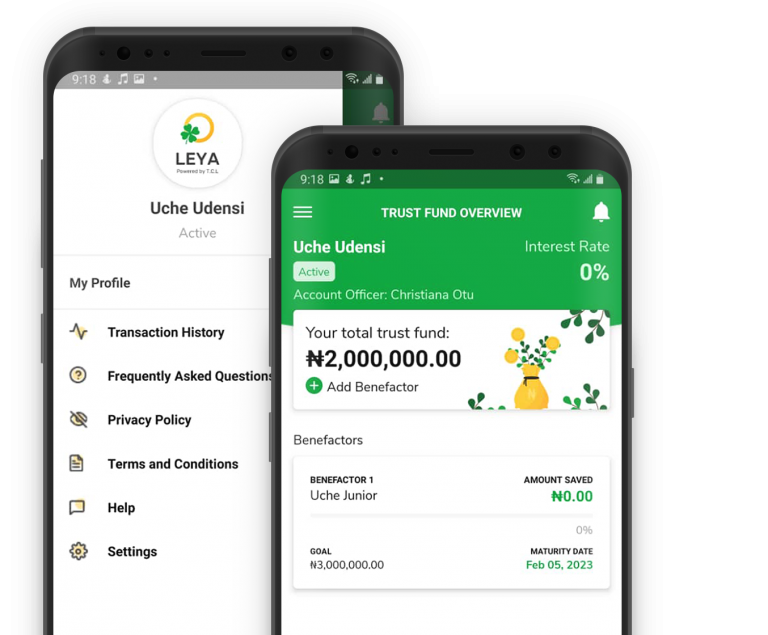 9:18
LEYA
Powered by T.C.L
Uche Udensi
Active
My Profile
Transaction History
Frequently Asked Questions
Privacy Policy
Terms and Conditions
Help
Settings
9:18
TRUST FUND OVERVIEW
Uche Udensi
Interest Rate
Active
0%
Account Officer: Christiana Otu
Your total trust fund:
₦2,000,000.00
Add Benefactor
Benefactors
BENEFACTOR 1
AMOUNT SAVED
Uche Junior
₦0.00
0%
GOAL
MATURITY DATE
₦3,000,000.00
Feb 05, 2023